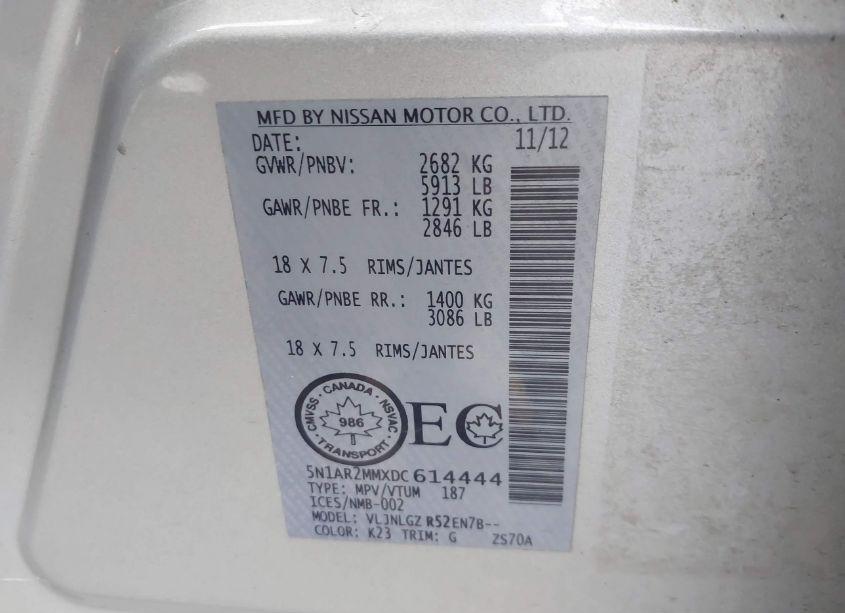 MFD BY NISSAN MOTOR CO., LTD.
DATE: 11/12
GVWR/PNBV: 2682 KG
5913 LB
GAWR/PNBE FR.: 1291 KG
2846 LB
18 X 7.5 RIMS/JANTES
GAWR/PNBE RR.: 1400 KG
3086 LB
18 X 7.5 RIMS/JANTES
CMVSS - CANADA - NSVAC
986
- TRANSPORT -
EC
5N1AR2MMXDC614444
TYPE: MPV/VTUM 187
ICES/NMB-002
MODEL: VLJNLGZ R52EN7B--
COLOR: K23 TRIM: G ZS70A